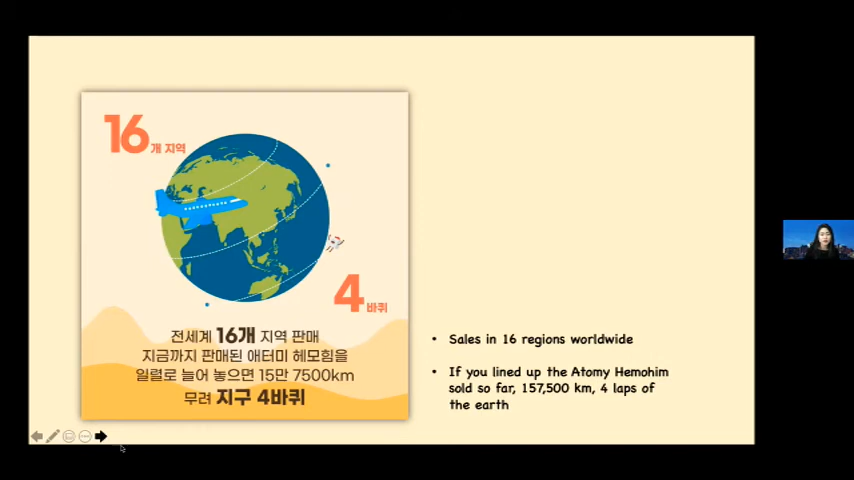 16개 지역
4바퀴
전세계 16개 지역 판매
지금까지 판매된 애터미 헤모힘을
일렬로 늘어 놓으면 15만 7500km
무려 지구 4바퀴
• Sales in 16 regions worldwide
• If you lined up the Atomy Hemohim
sold so far, 157,500 km, 4 laps of
the earth